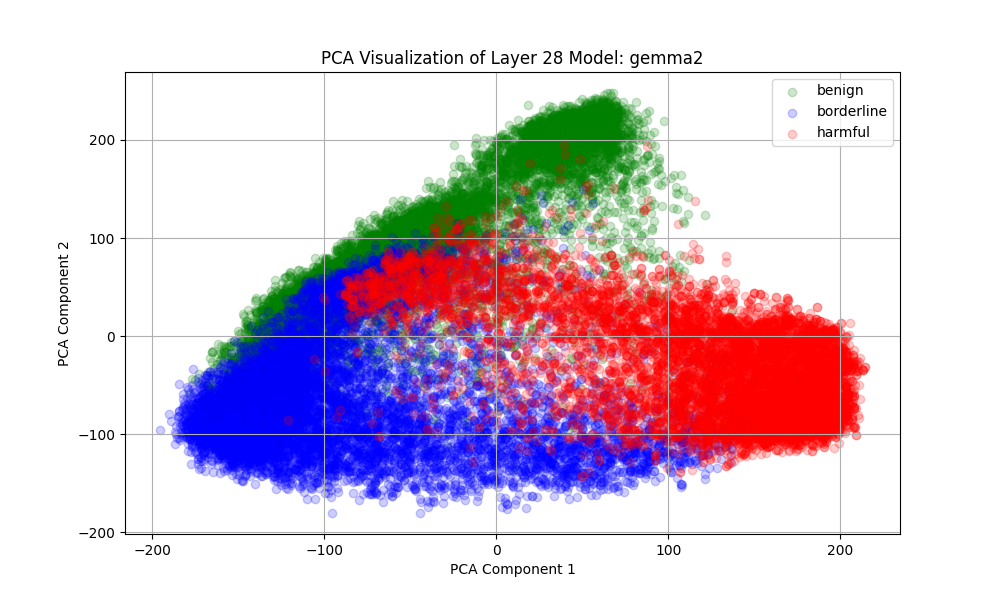 PCA Visualization of Layer 28 Model: gemma2
benign
borderline
harmful
PCA Component 2
200
100
0
−100
−200
−200
−100
0
100
200
PCA Component 1